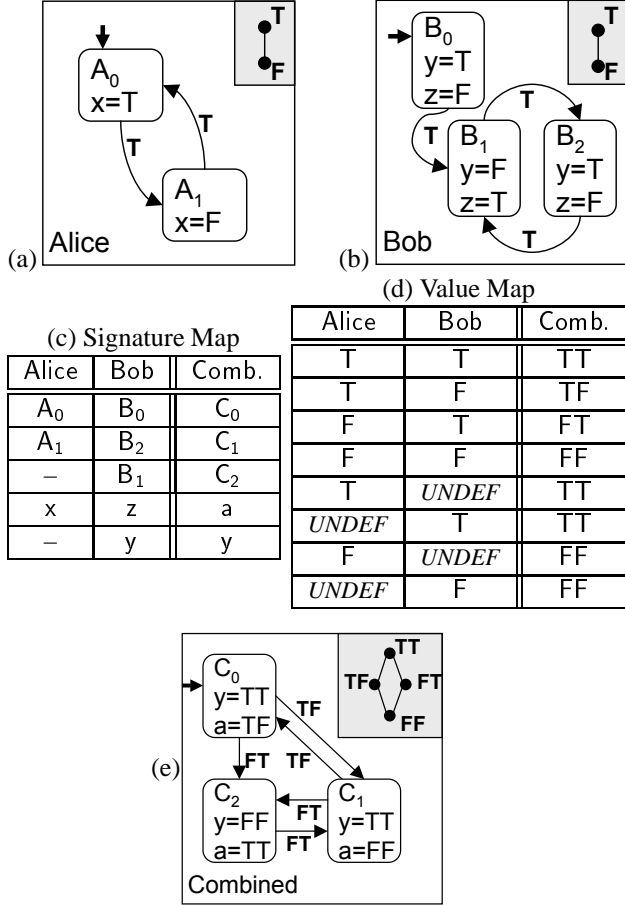 T
F
A0
x=T
T
T
A1
x=F
Alice
(a)
T
F
B0
y=T
z=F
T
T
B1
y=F
z=T
B2
y=T
z=F
T
Bob
(b)
(c) Signature Map
Alice Bob Comb.
A0 B0 C0
A1 B2 C1
– B1 C2
x z a
– y y
(d) Value Map
Alice Bob Comb.
T T TT
T F TF
F T FT
F F FF
T UNDEF TT
UNDEF T TT
F UNDEF FF
UNDEF F FF
TT
TF FT
FF
C0
y=TT
a=TF
TF
FT TF
(e)
C2
y=FF
a=TT
FT
FT
C1
y=TT
a=FF
Combined